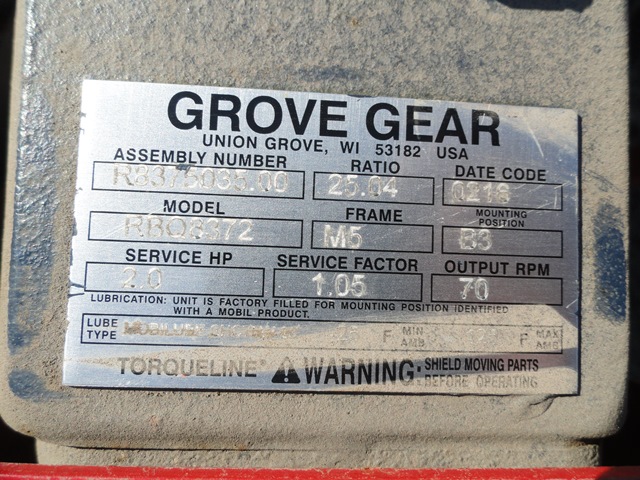 GROVE GEAR
UNION GROVE, WI 53182 USA
ASSEMBLY NUMBER RATIO DATE CODE
25.04 0216
MODEL FRAME MOUNTING POSITION
M5 B3
SERVICE HP SERVICE FACTOR OUTPUT RPM
2.0 1.05 70
LUBRICATION: UNIT IS FACTORY FILLED FOR MOUNTING POSITION IDENTIFIED
WITH A MOBIL PRODUCT.
LUBE TYPE F MIN AMB F MAX AMB
TORQUELINE® WARNING: SHIELD MOVING PARTS
BEFORE OPERATING